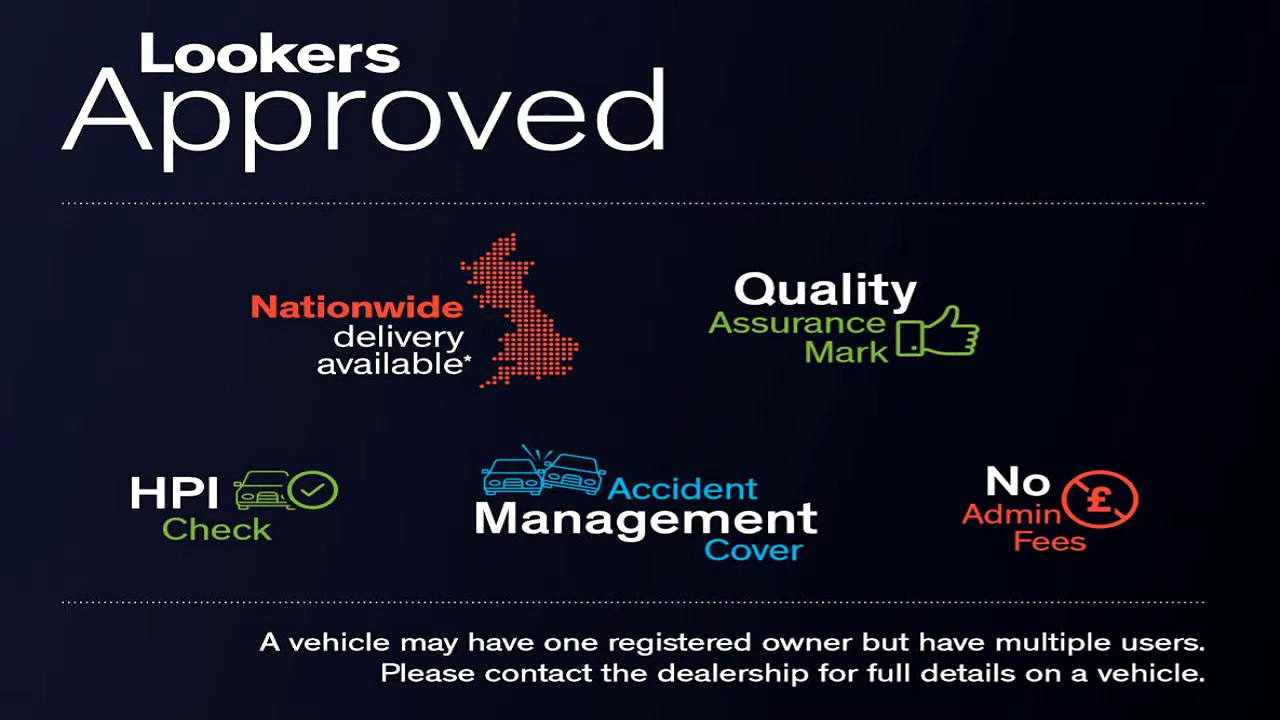 Lookers
Approved
Nationwide
delivery
available*
Quality
Assurance
Mark
HPI
Check
Accident
Management
Cover
No
Admin
Fees
£
A vehicle may have one registered owner but have multiple users.
Please contact the dealership for full details on a vehicle.